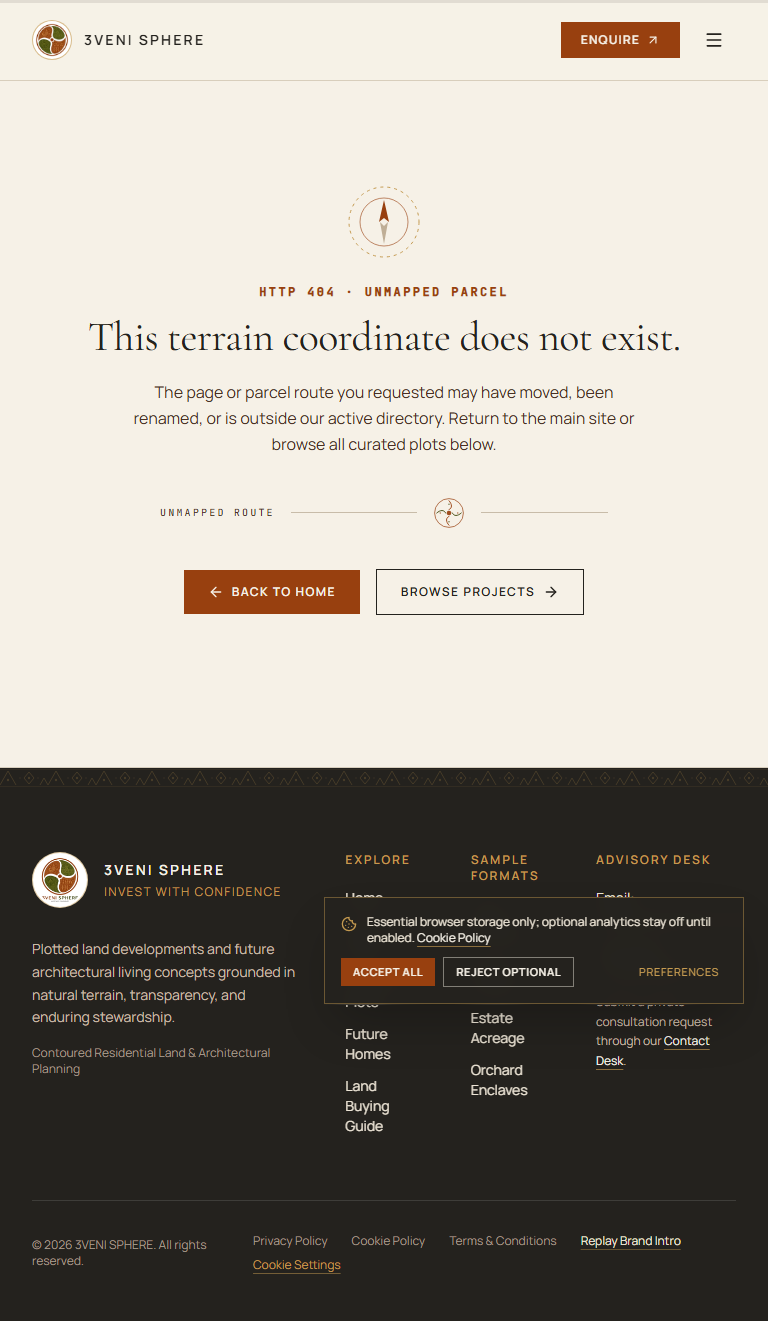 3VENI SPHERE
ENQUIRE
HTTP 404 · UNMAPPED PARCEL
This terrain coordinate does not exist.
The page or parcel route you requested may have moved, been
renamed, or is outside our active directory. Return to the main site or
browse all curated plots below.
UNMAPPED ROUTE
BACK TO HOME
BROWSE PROJECTS
3VENI SPHERE
INVEST WITH CONFIDENCE
Plotted land developments and future
architectural living concepts grounded in
natural terrain, transparency, and
enduring stewardship.
Contoured Residential Land & Architectural
Planning
EXPLORE
Home
Plots
Future
Homes
Land
Buying
Guide
SAMPLE
FORMATS
Estate
Acreage
Orchard
Enclaves
ADVISORY DESK
Email:
Submit a private
consultation request
through our Contact
Desk.
Essential browser storage only; optional analytics stay off until
enabled. Cookie Policy
ACCEPT ALL
REJECT OPTIONAL
PREFERENCES
© 2026 3VENI SPHERE. All rights
reserved.
Privacy Policy
Cookie Policy
Terms & Conditions
Replay Brand Intro
Cookie Settings